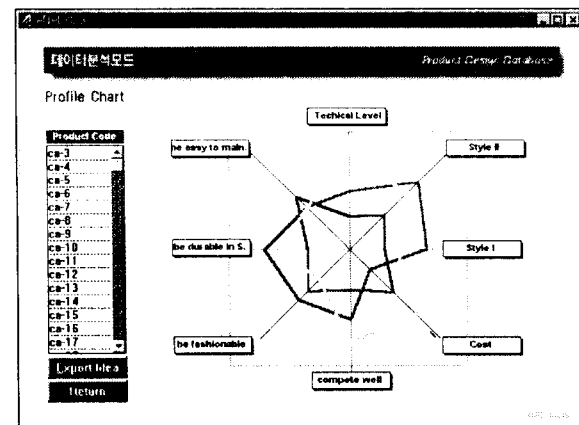 데이터분석모드
Product Design Database
Profile Chart
Product Code
ca-3
ca-4
ca-5
ca-6
ca-7
ca-8
ca-9
ca-10
ca-11
ca-12
ca-13
ca-14
ca-15
ca-16
ca-17
Export Idea
Return
Techical Level
he easy to main.
Style II
be durable in S.
Style I
be fashionable
Cost
compete well